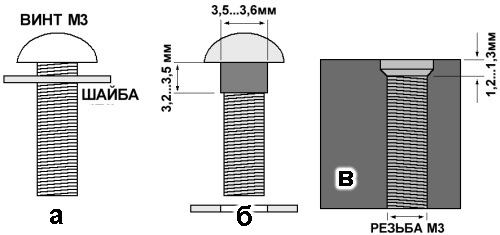 ВИНТ М3
ШАЙБА
а
3,5...3,6мм
3,2...3,5 мм
б
1,2...1,3мм
в
РЕЗЬБА М3